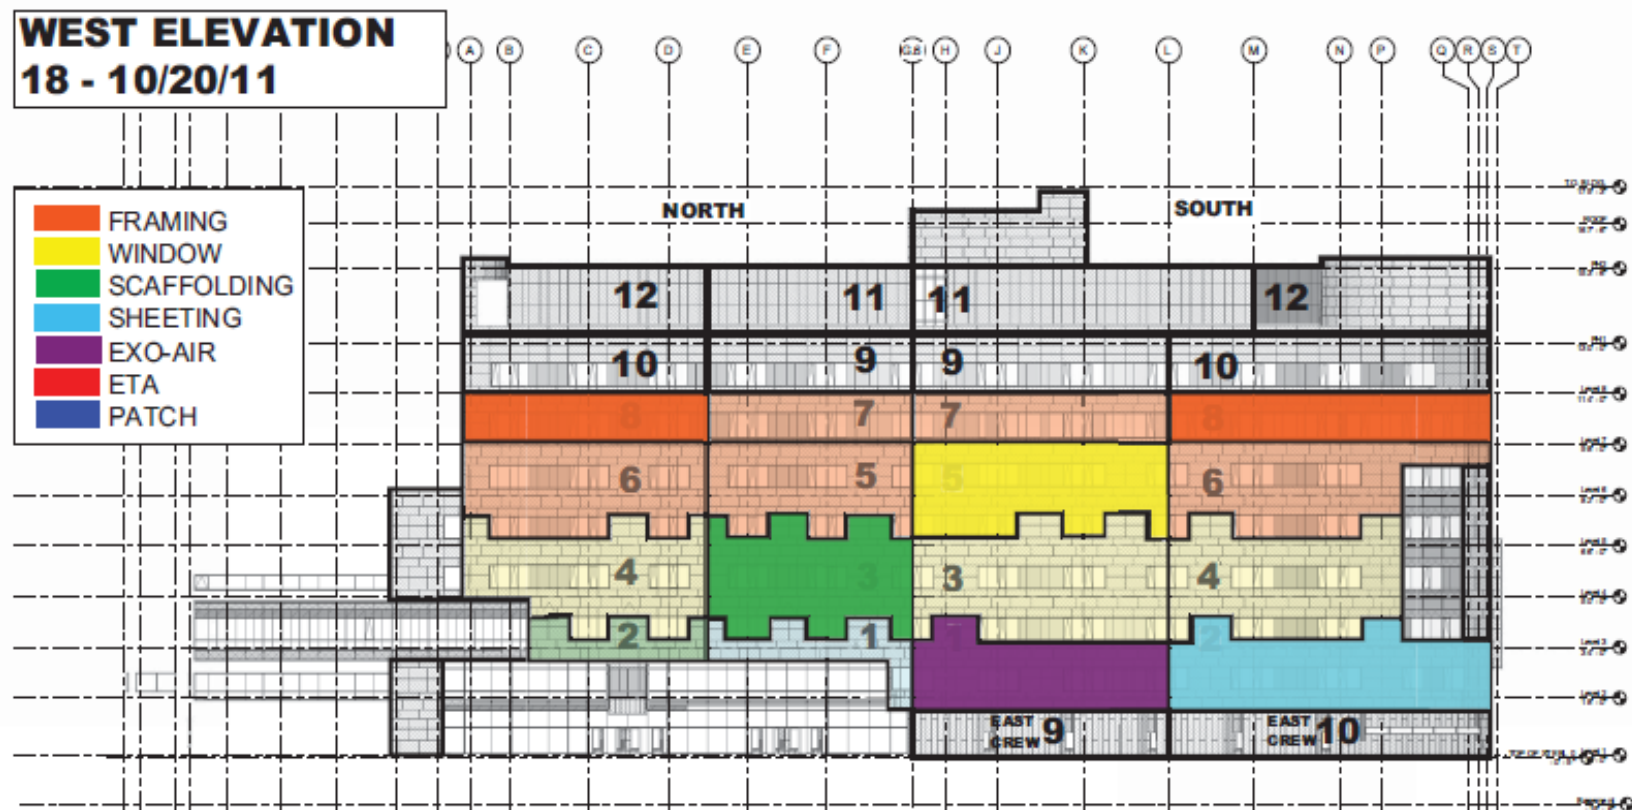 WEST ELEVATION
18 - 10/20/11
A B C D E F G.8 H J K L M N P Q R S T
NORTH
SOUTH
FRAMING
WINDOW
SCAFFOLDING
SHEETING
EXO-AIR
ETA
PATCH
12 11 11 12
10 9 9 10
8 7 7 8
6 5 5 6
4 3 3 4
2 1 1 2
EAST CREW 9
EAST CREW 10